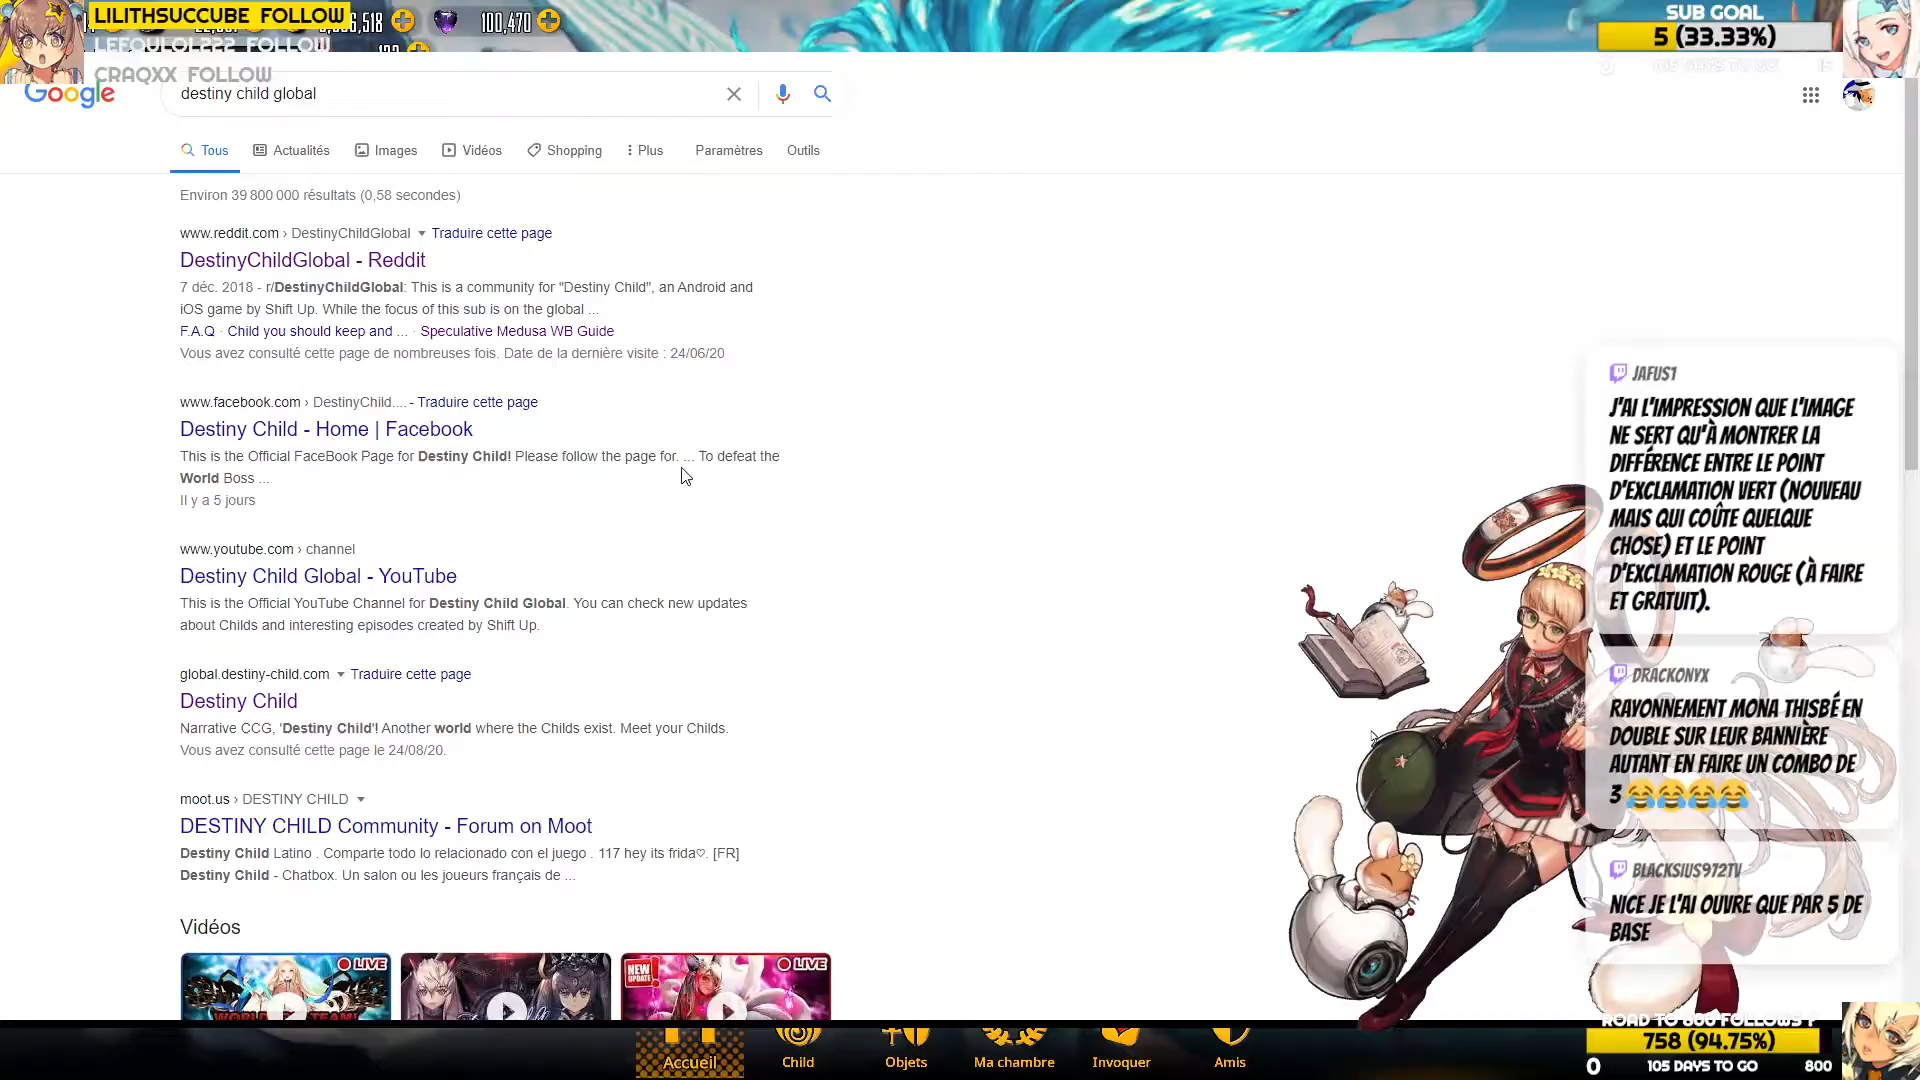 LILITHSUCCUBE FOLLOW
LEFOULO1222 FOLLOW
CRAQXX FOLLOW
100,470
SUB GOAL
5 (33.33%)
105 DAYS TO GO
15
Google
destiny child global
Tous
Actualités
Images
Vidéos
Shopping
Plus
Paramètres
Outils
Environ 39 800 000 résultats (0,58 secondes)
www.reddit.com › DestinyChildGlobal ▾ Traduire cette page
DestinyChildGlobal - Reddit
7 déc. 2018 - r/DestinyChildGlobal: This is a community for "Destiny Child", an Android and
iOS game by Shift Up. While the focus of this sub is on the global ...
F.A.Q · Child you should keep and ... · Speculative Medusa WB Guide
Vous avez consulté cette page de nombreuses fois. Date de la dernière visite : 24/06/20
www.facebook.com › DestinyChild.... - Traduire cette page
Destiny Child - Home | Facebook
This is the Official FaceBook Page for Destiny Child! Please follow the page for. ... To defeat the
World Boss ...
Il y a 5 jours
www.youtube.com › channel
Destiny Child Global - YouTube
This is the Official YouTube Channel for Destiny Child Global. You can check new updates
about Childs and interesting episodes created by Shift Up.
global.destiny-child.com ▾ Traduire cette page
Destiny Child
Narrative CCG, 'Destiny Child'! Another world where the Childs exist. Meet your Childs.
Vous avez consulté cette page le 24/08/20.
moot.us › DESTINY CHILD ▾
DESTINY CHILD Community - Forum on Moot
Destiny Child Latino . Comparte todo lo relacionado con el juego . 117 hey its frida♡. [FR]
Destiny Child - Chatbox. Un salon ou les joueurs français de ...
Vidéos
LIVE
NEW UPDATE!
LIVE
JAFUS1
J'AI L'IMPRESSION QUE L'IMAGE
NE SERT QU'À MONTRER LA
DIFFÉRENCE ENTRE LE POINT
D'EXCLAMATION VERT (NOUVEAU
MAIS QUI COÛTE QUELQUE
CHOSE) ET LE POINT
D'EXCLAMATION ROUGE (À FAIRE
ET GRATUIT).
DRACKONYX
RAYONNEMENT MONA THISBÉ EN
DOUBLE SUR LEUR BANNIÈRE
AUTANT EN FAIRE UN COMBO DE
3 😂😂😂😂
BLACKSIUS972TV
NICE JE L'AI OUVRE QUE PAR 5 DE
BASE
Accueil
Child
Objets
Ma chambre
Invoquer
Amis
ROAD TO 800 FOLLOWS ?
758 (94.75%)
0
105 DAYS TO GO
800